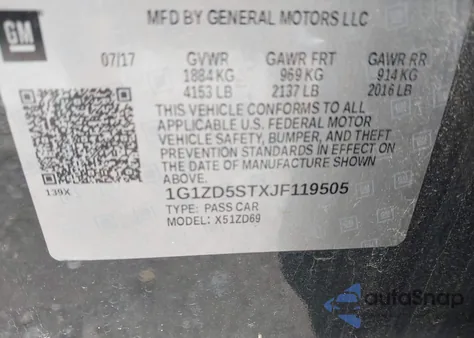 GM
MFD BY GENERAL MOTORS LLC
07/17 GVWR GAWR FRT GAWR RR
1884 KG 969 KG 914 KG
4153 LB 2137 LB 2016 LB
THIS VEHICLE CONFORMS TO ALL
APPLICABLE U.S. FEDERAL MOTOR
VEHICLE SAFETY, BUMPER, AND THEFT
PREVENTION STANDARDS IN EFFECT ON
THE DATE OF MANUFACTURE SHOWN
ABOVE.
139X
1G1ZD5STXJF119505
TYPE: PASS CAR
MODEL: X51ZD69
autoSnap